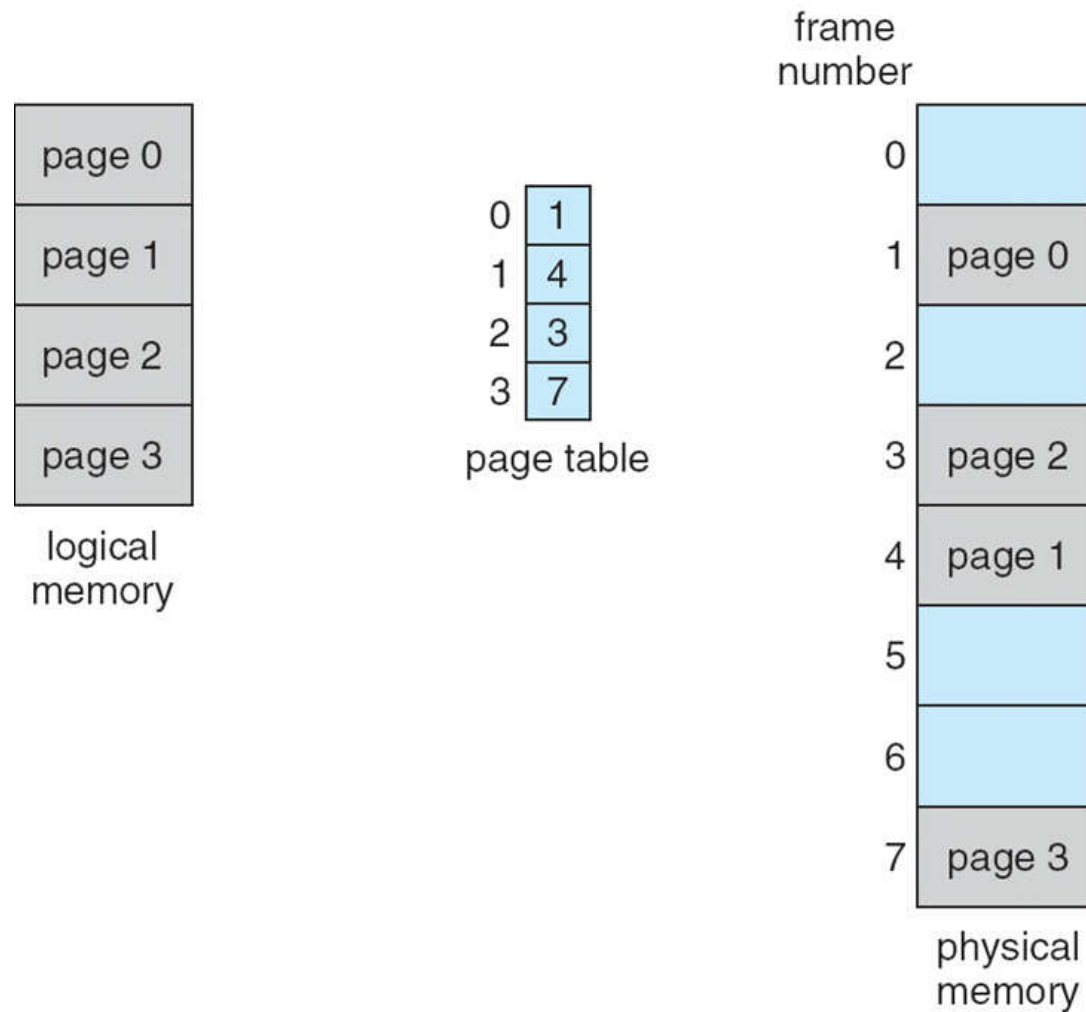 page 0
page 1
page 2
page 3
logical
memory
0 1
1 4
2 3
3 7
page table
frame
number
0
1 page 0
2
3 page 2
4 page 1
5
6
7 page 3
physical
memory